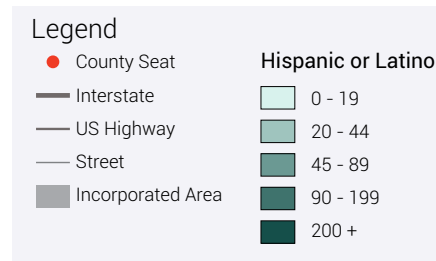 Legend
County Seat
Interstate
US Highway
Street
Incorporated Area
Hispanic or Latino
0 - 19
20 - 44
45 - 89
90 - 199
200 +